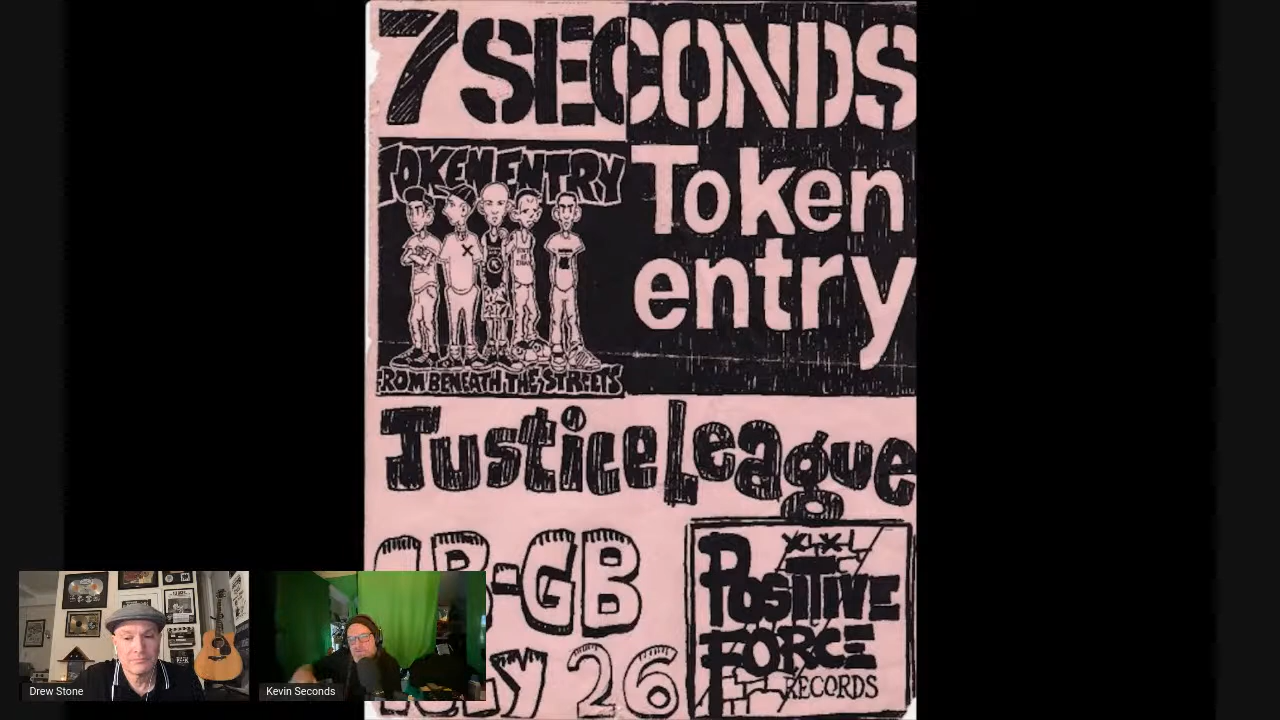 7 SECONDS
TOKEN ENTRY
Token
entry
FROM BENEATH THE STREETS
Justice League
-GB
26
POSITIVE
FORCE
RECORDS
Drew Stone
Kevin Seconds